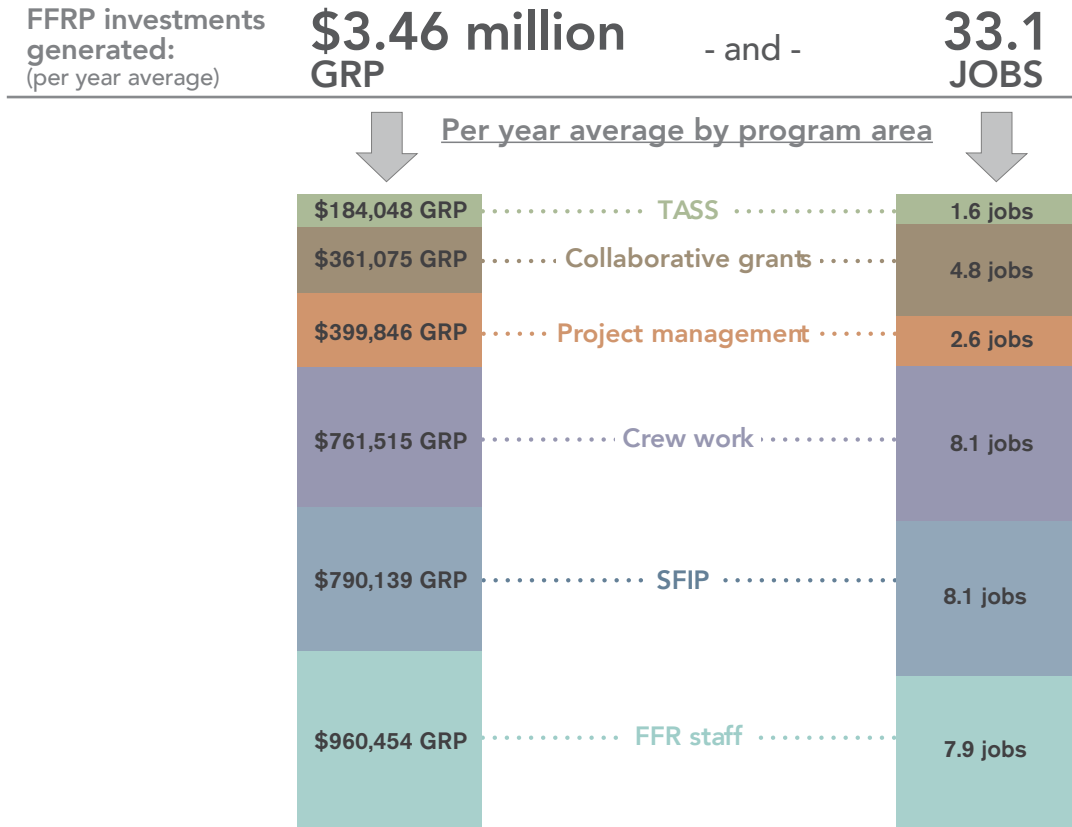 FFRP investments
generated:
(per year average)
$3.46 million
GRP
- and -
33.1
JOBS
Per year average by program area
$184,048 GRP TASS 1.6 jobs
$361,075 GRP Collaborative grants 4.8 jobs
$399,846 GRP Project management 2.6 jobs
$761,515 GRP Crew work 8.1 jobs
$790,139 GRP SFIP 8.1 jobs
$960,454 GRP FFR staff 7.9 jobs